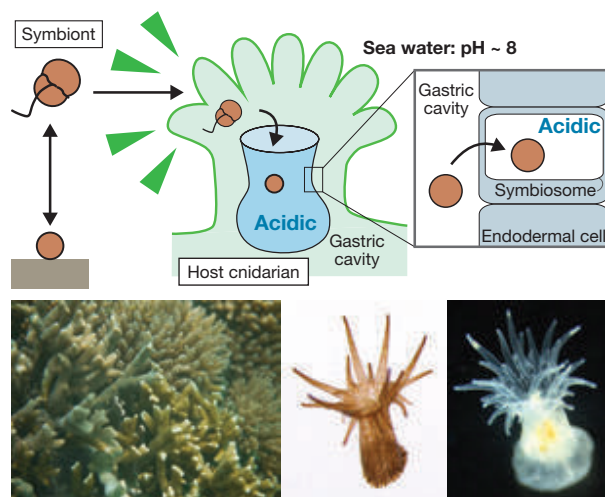 Symbiont
Sea water: pH ~ 8
Gastric
cavity
Acidic
Symbiosome
Endodermal cell
Acidic
Gastric
cavity
Host cnidarian